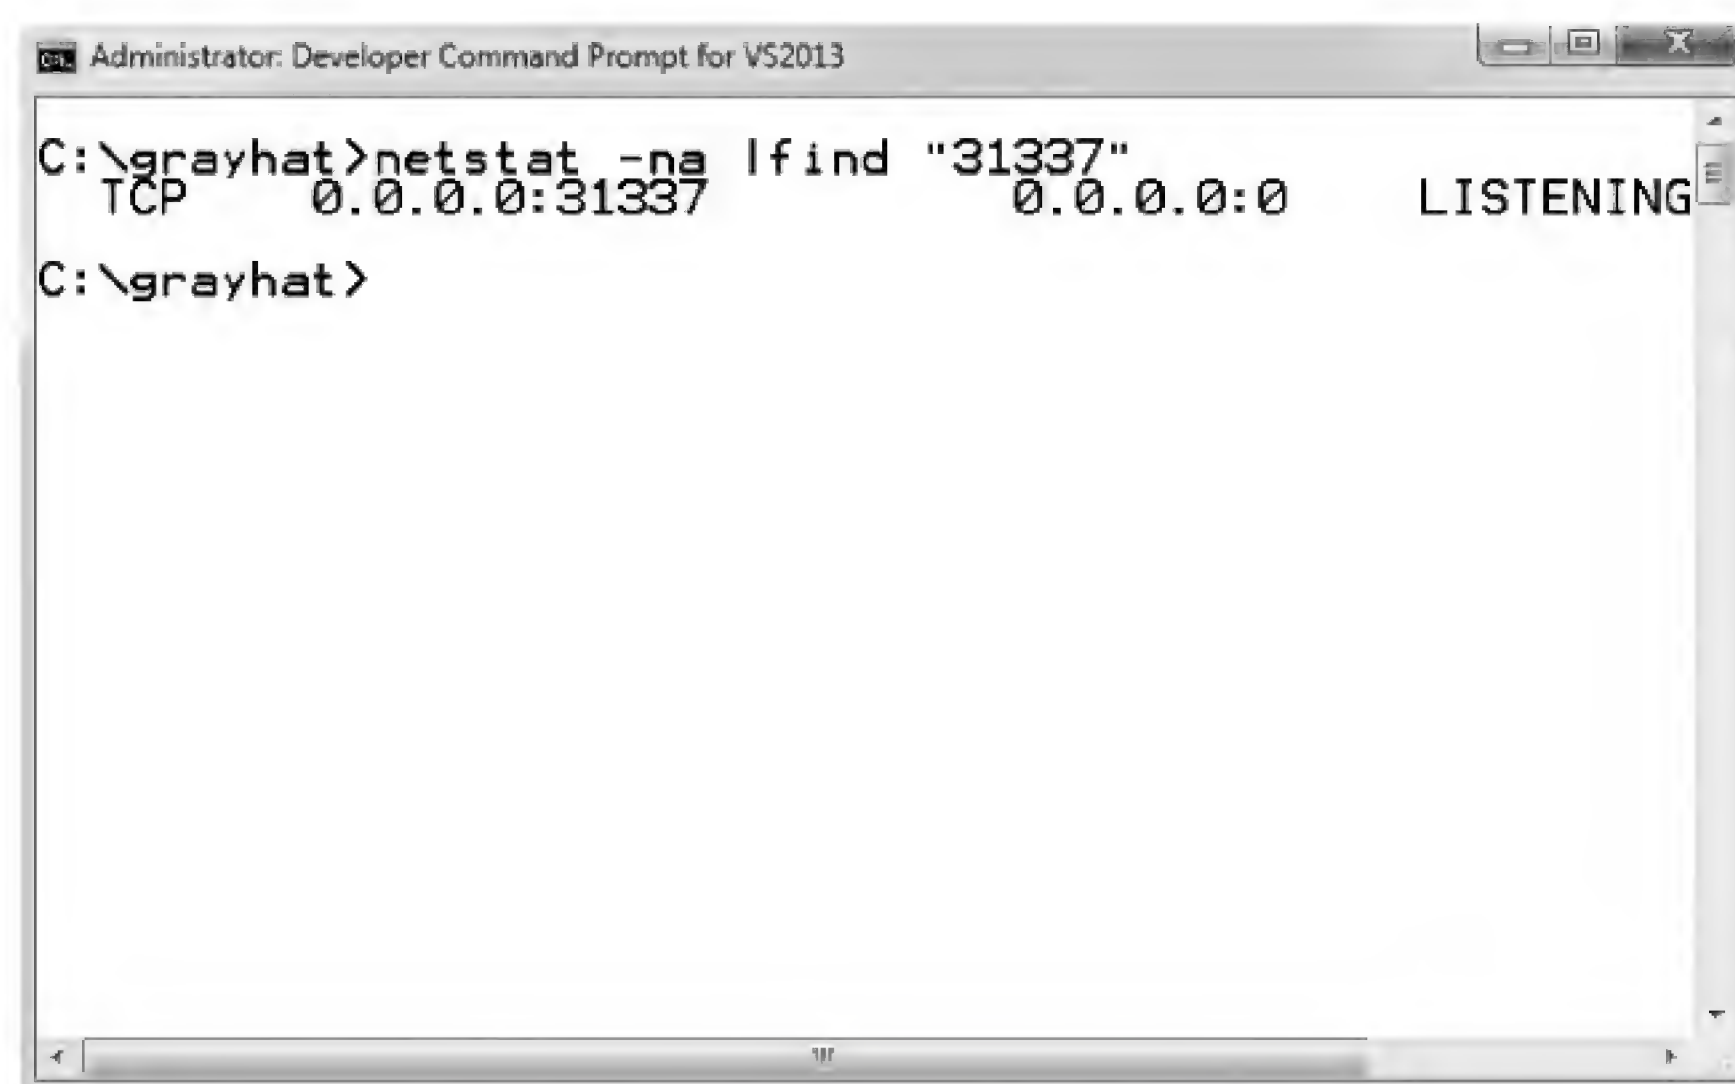 Administrator: Developer Command Prompt for VS2013
C:\grayhat>netstat -na |find "31337"
TCP 0.0.0.0:31337 0.0.0.0:0 LISTENING
C:\grayhat>